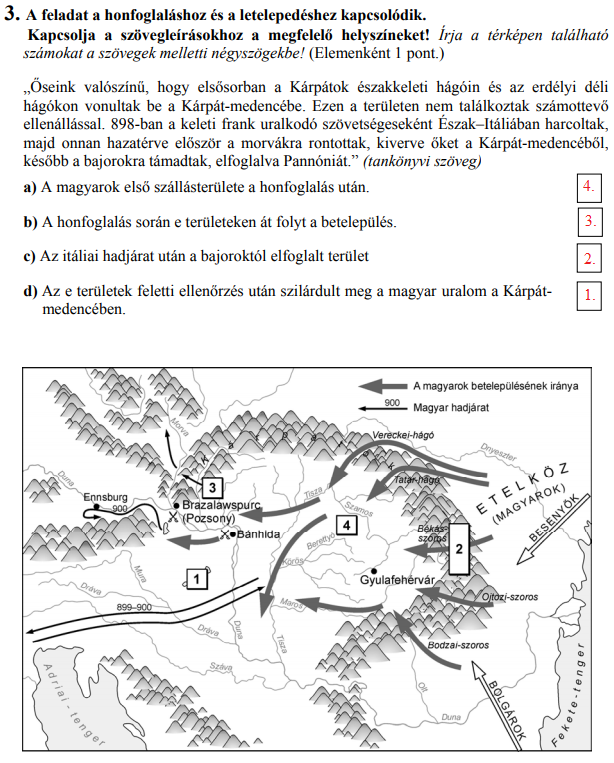 3. A feladat a honfoglaláshoz és a letelepedéshez kapcsolódik.
Kapcsolja a szövegleírásokhoz a megfelelő helyszíneket! Írja a térképen található
számokat a szövegek melletti négyszögekbe! (Elemenként 1 pont.)
„Őseink valószínű, hogy elsősorban a Kárpátok északkeleti hágóin és az erdélyi déli
hágókon vonultak be a Kárpát-medencébe. Ezen a területen nem találkoztak számottevő
ellenállással. 898-ban a keleti frank uralkodó szövetségeseként Észak–Itáliában harcoltak,
majd onnan hazatérve először a morvákra rontottak, kiverve őket a Kárpát-medencéből,
később a bajorokra támadtak, elfoglalva Pannóniát.” (tankönyvi szöveg)
a) A magyarok első szállásterülete a honfoglalás után. 4.
b) A honfoglalás során e területeken át folyt a betelepülés. 3.
c) Az itáliai hadjárat után a bajoroktól elfoglalt terület 2.
d) Az e területek feletti ellenőrzés után szilárdult meg a magyar uralom a Kárpát- 1.
medencében.
A magyarok betelepülésének iránya
900 Magyar hadjárat
Morva
Kárpátok
Vereckei-hágó
Dnyeszter
Tatár-hágó
ETELKÖZ
(MAGYAROK)
BESENYŐK
Duna
Ennsburg
900
3
Brazalawspurc
(Pozsony)
Tisza
Szamos
4
Békás-
szoros
2
Bánhida
Berettyó
Körös
Gyulafehérvár
Mura
1
Dráva
899–900
Maros
Ojtozi-szoros
Dráva
Duna
Tisza
Bodzai-szoros
Száva
Olt
BOLGÁROK
Duna
Adriai-tenger
Fekete-tenger